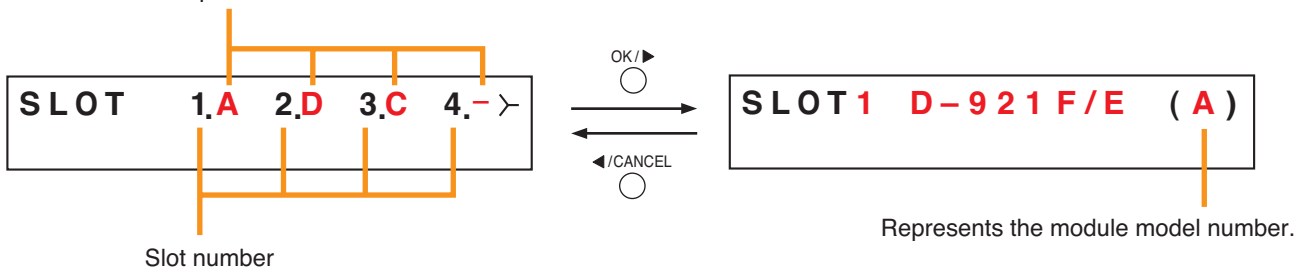 OK/▶
SLOT 1.A 2.D 3.C 4.– ≻
SLOT1 D–921F/E (A)
◀/CANCEL
Represents the module model number.
Slot number